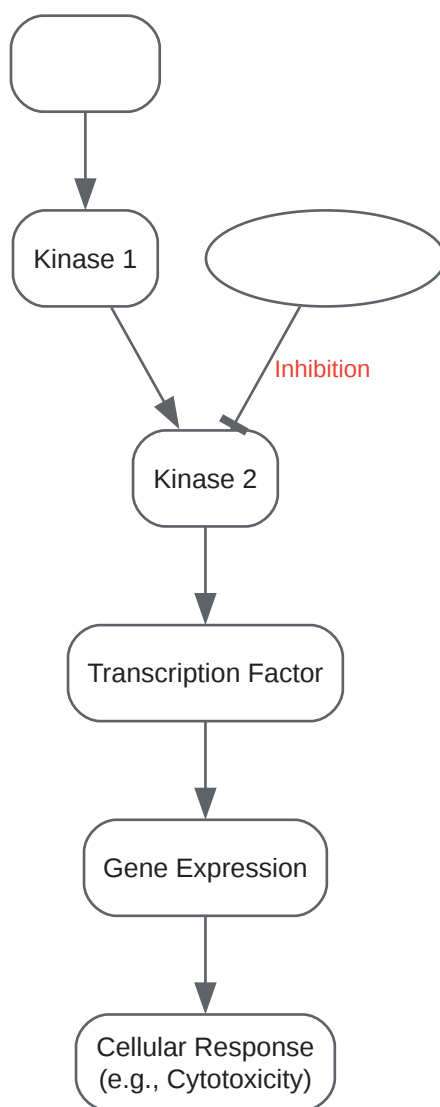 Kinase 1
Inhibition
Kinase 2
Transcription Factor
Gene Expression
Cellular Response
(e.g., Cytotoxicity)